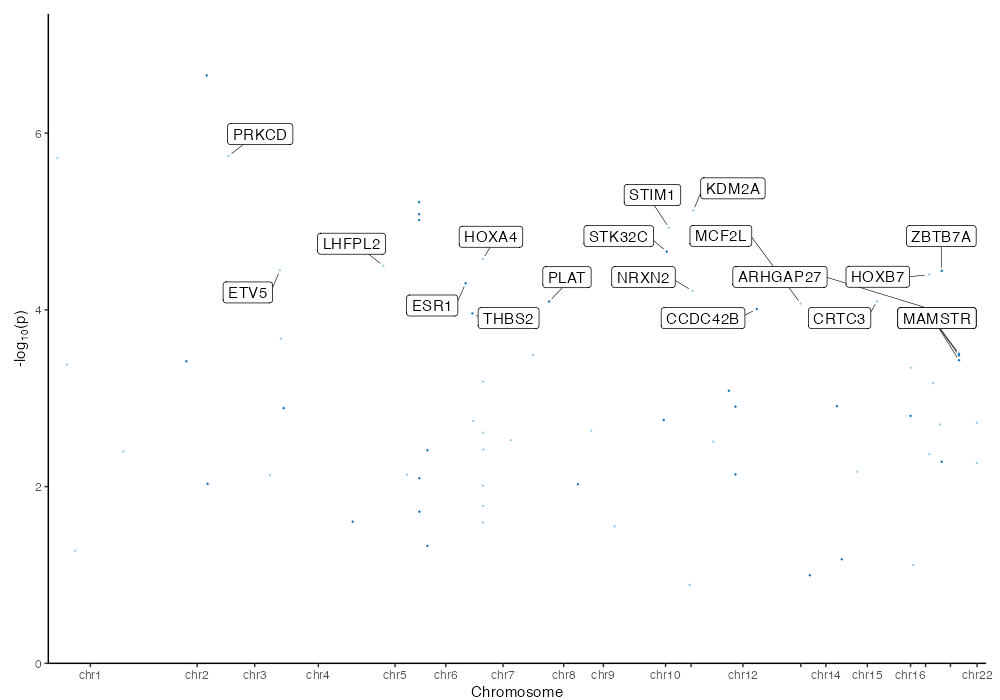 PRKCD
STIM1
KDM2A
STK32C
MCF2L
ZBTB7A
LHFPL2
HOXA4
ETV5
ESR1
THBS2
PLAT
NRXN2
ARHGAP27
HOXB7
CCDC42B
CRTC3
MAMSTR
-log10(p)
6
4
2
0
chr1 chr2 chr3 chr4 chr5 chr6 chr7 chr8 chr9 chr10 chr12 chr14 chr15 chr16 chr22
Chromosome